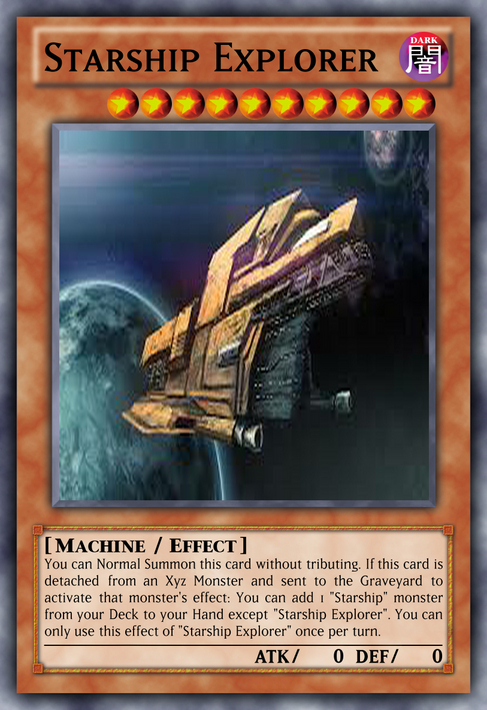 Starship Explorer
DARK
闇
[Machine / Effect]
You can Normal Summon this card without tributing. If this card is
detached from an Xyz Monster and sent to the Graveyard to
activate that monster's effect: You can add 1 "Starship" monster
from your Deck to your Hand except "Starship Explorer". You can
only use this effect of "Starship Explorer" once per turn.
ATK/ 0 DEF/ 0